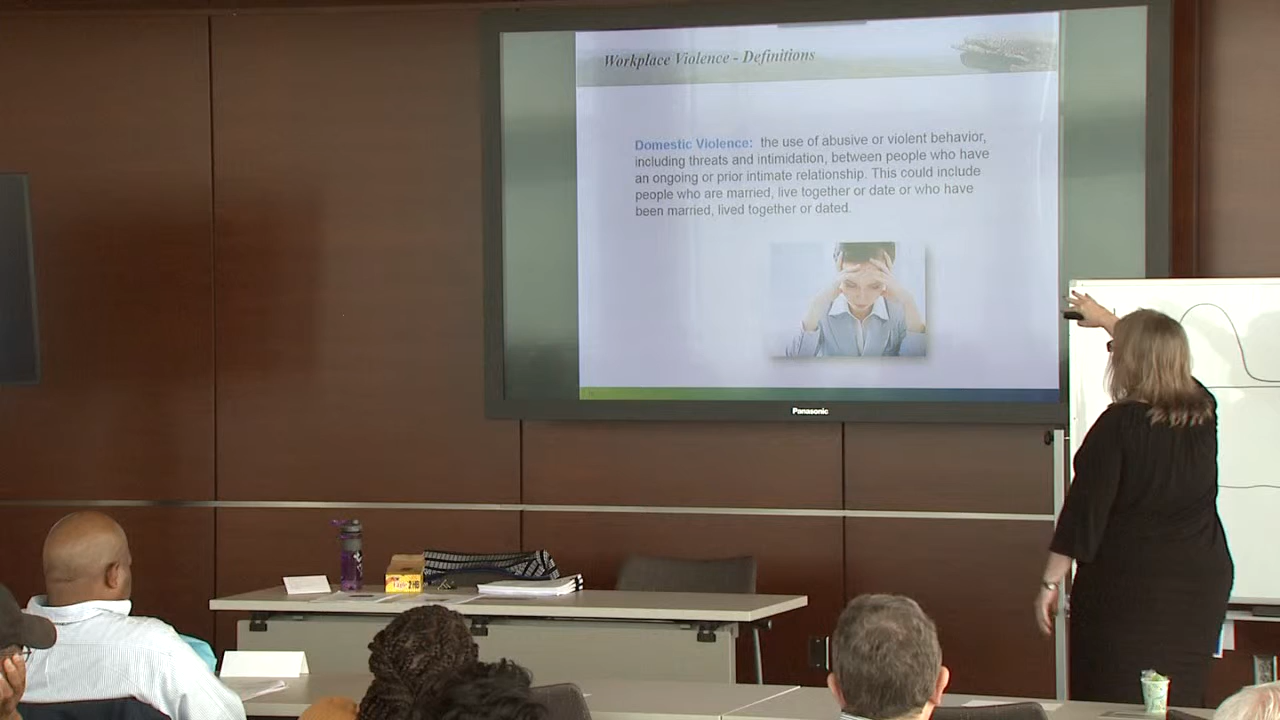 Workplace Violence - Definitions
Domestic Violence: the use of abusive or violent behavior,
including threats and intimidation, between people who have
an ongoing or prior intimate relationship. This could include
people who are married, live together or date or who have
been married, lived together or dated.
Panasonic